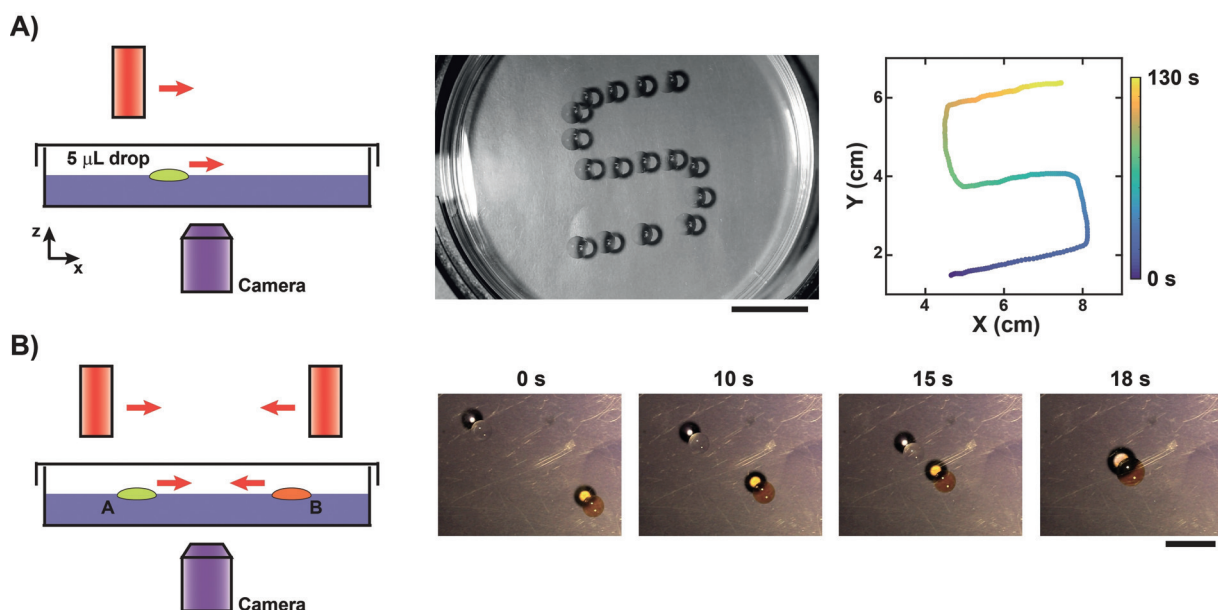 A)
5 μL drop
z
x
Camera
Y (cm)
6
4
2
4
6
8
X (cm)
130 s
0 s
B)
A
B
Camera
0 s
10 s
15 s
18 s